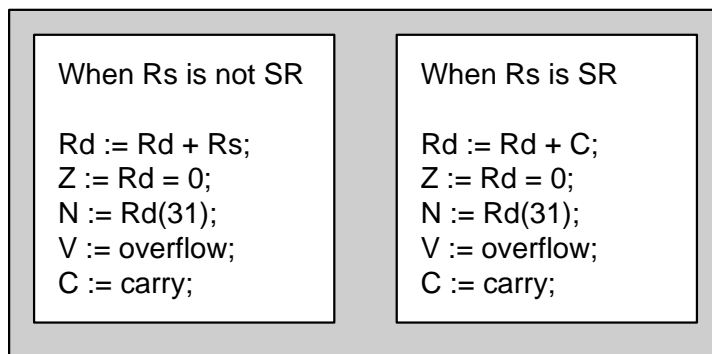 When Rs is not SR
Rd := Rd + Rs;
Z := Rd = 0;
N := Rd(31);
V := overflow;
C := carry;
When Rs is SR
Rd := Rd + C;
Z := Rd = 0;
N := Rd(31);
V := overflow;
C := carry;